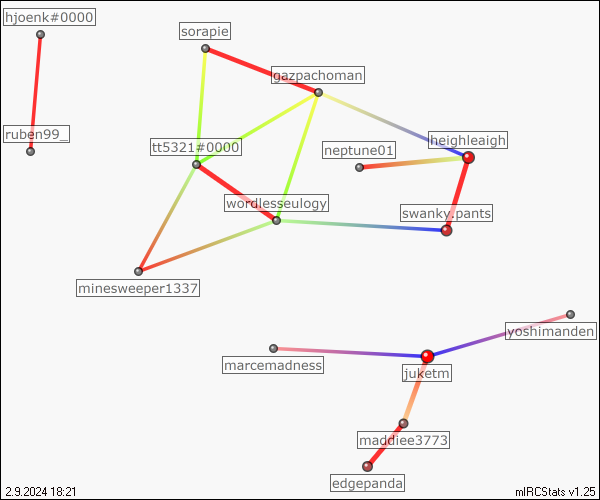 hjoenk#0000
sorapie
gazpachoman
ruben99_
tt5321#0000
neptune01
heighleaigh
wordlesseulogy
swanky.pants
minesweeper1337
yoshimanden
marcemadness
juketm
maddiee3773
edgepanda
2.9.2024 18:21
mIRCStats v1.25